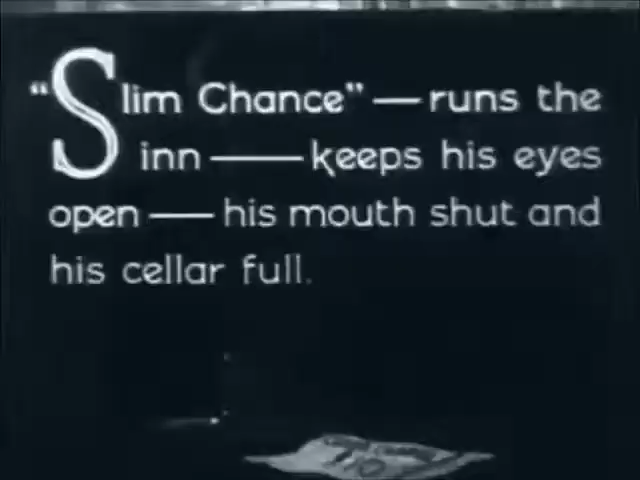 "Slim Chance" — runs the
inn — keeps his eyes
open — his mouth shut and
his cellar full.